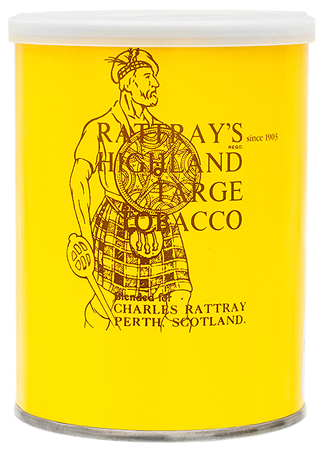 RATTRAY'S since 1903
REGD.
HIGHLAND
TARGE
TOBACCO
Blended for
CHARLES RATTRAY
PERTH, SCOTLAND.